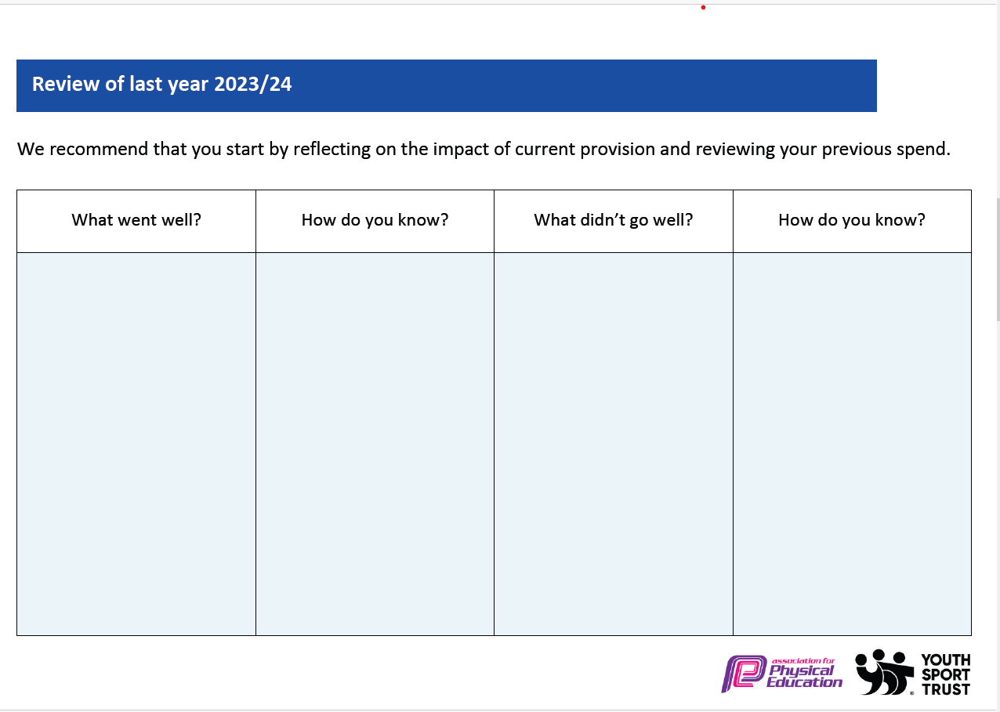 Review of last year 2023/24
We recommend that you start by reflecting on the impact of current provision and reviewing your previous spend.
What went well?
How do you know?
What didn’t go well?
How do you know?
association for
Physical
Education
YOUTH
SPORT
TRUST